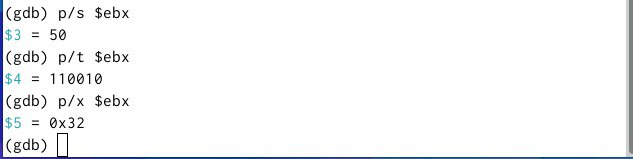 (gdb) p/s $ebx
$3 = 50
(gdb) p/t $ebx
$4 = 110010
(gdb) p/x $ebx
$5 = 0x32
(gdb)